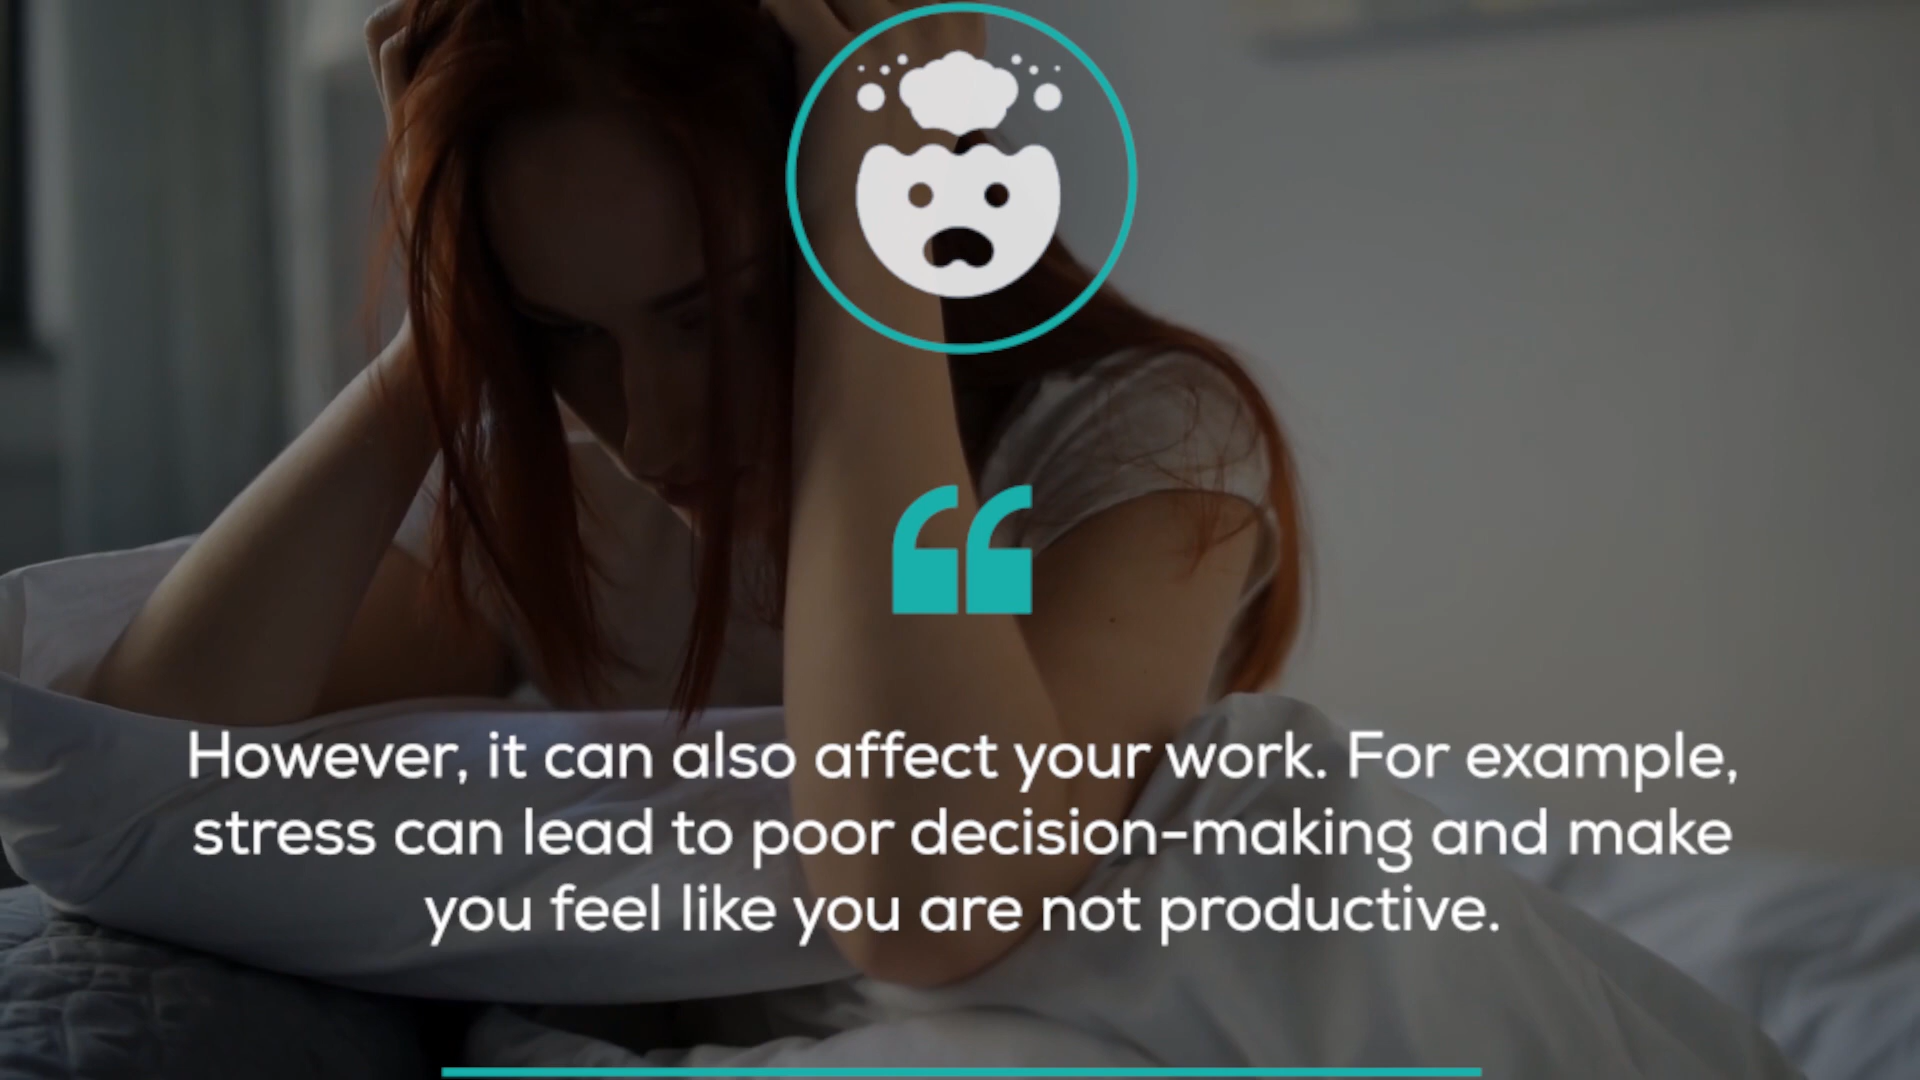 However, it can also affect your work. For example,
stress can lead to poor decision-making and make
you feel like you are not productive.